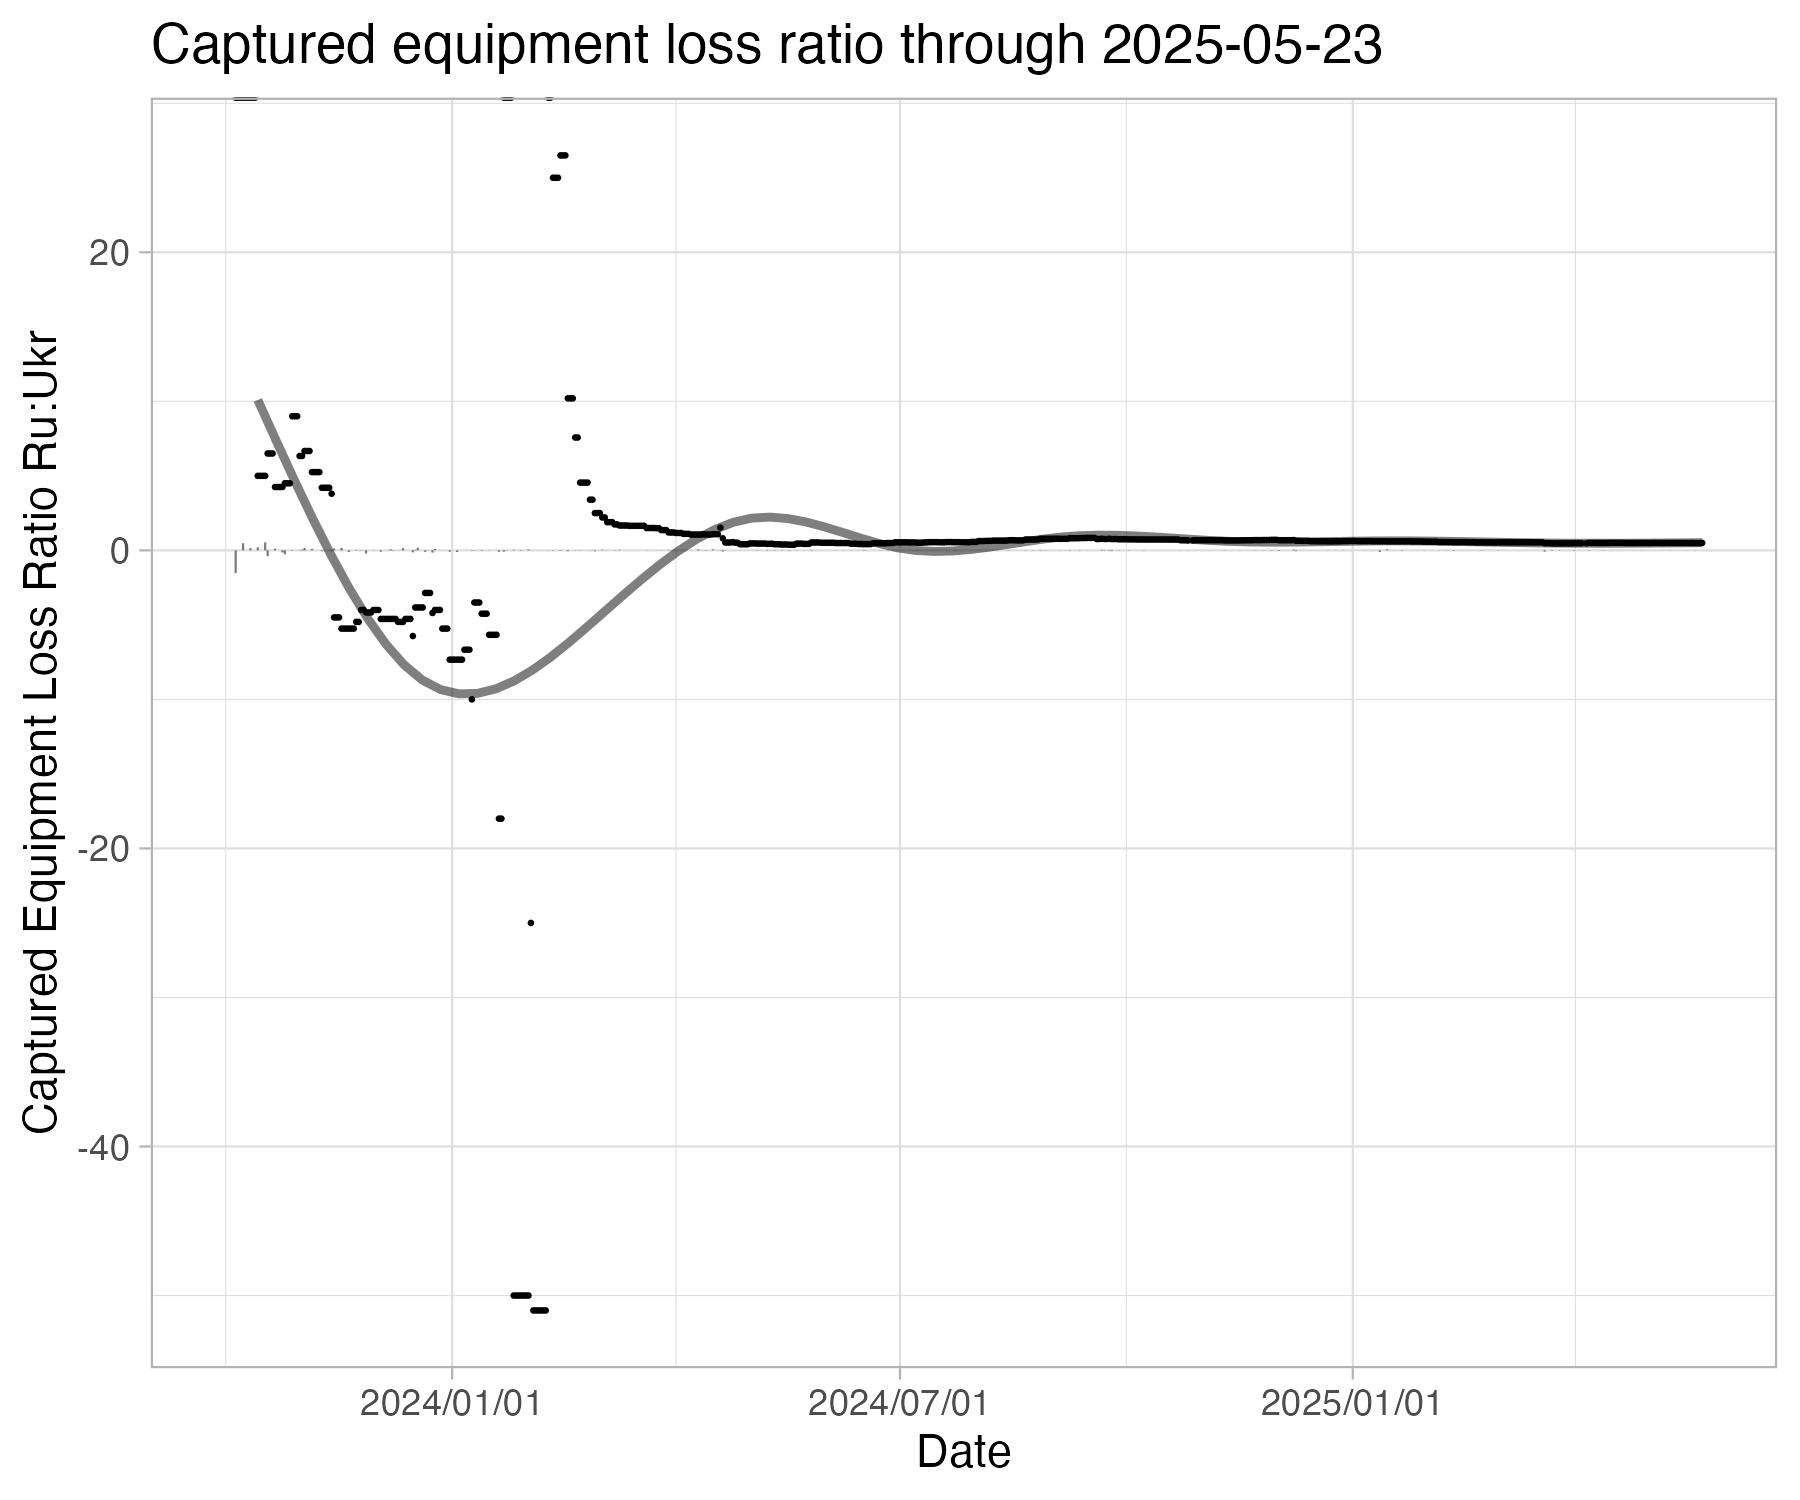 Captured equipment loss ratio through 2025-05-23
Captured Equipment Loss Ratio Ru:Ukr
20
0
-20
-40
2024/01/01
2024/07/01
2025/01/01
Date